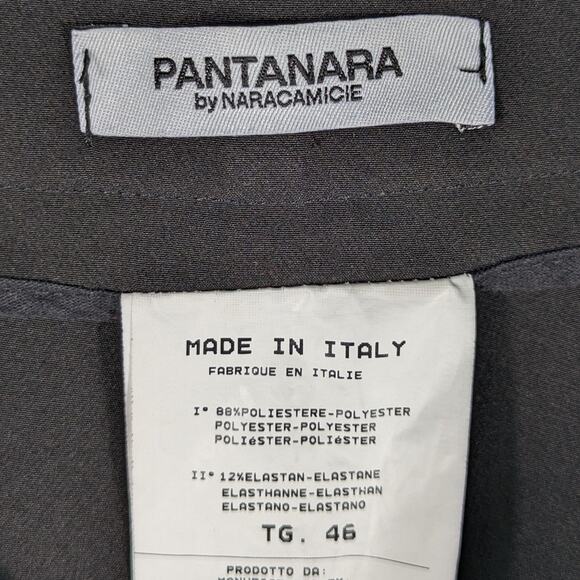 PANTANARA
by NARACAMICIE
MADE IN ITALY
FABRIQUE EN ITALIE
I° 88%POLIESTERE-POLYESTER
POLYESTER-POLYESTER
POLIéSTER-POLIéSTER
II° 12%ELASTAN-ELASTANE
ELASTHANNE-ELASTHAN
ELASTANO-ELASTANO
TG. 46
PRODOTTO DA: